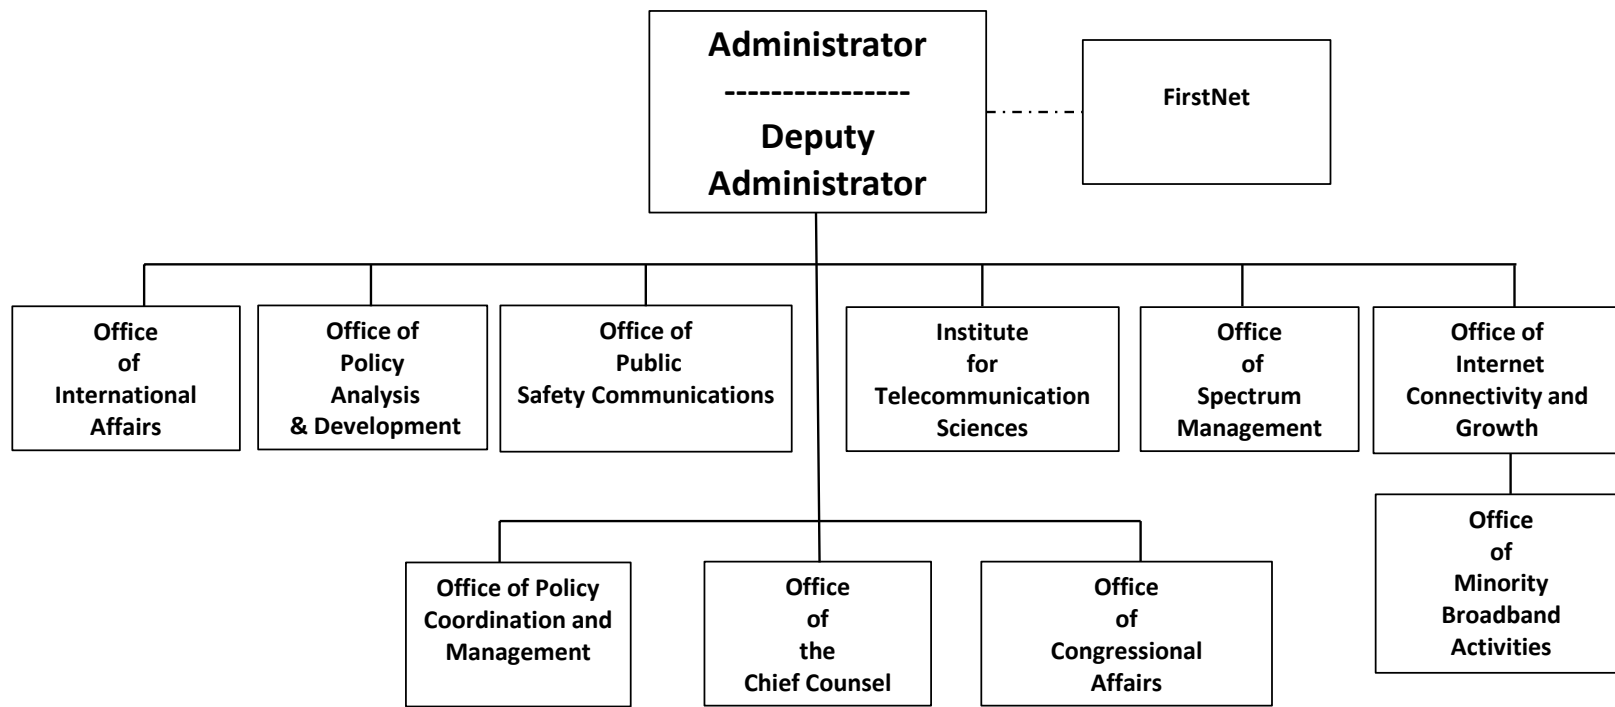 Administrator
----------------
Deputy
Administrator
FirstNet
Office
of
International
Affairs
Office of
Policy
Analysis
& Development
Office of
Public
Safety Communications
Institute
for
Telecommunication
Sciences
Office
of
Spectrum
Management
Office of
Internet
Connectivity and
Growth
Office of Policy
Coordination and
Management
Office
of
the
Chief Counsel
Office
of
Congressional
Affairs
Office
of
Minority
Broadband
Activities